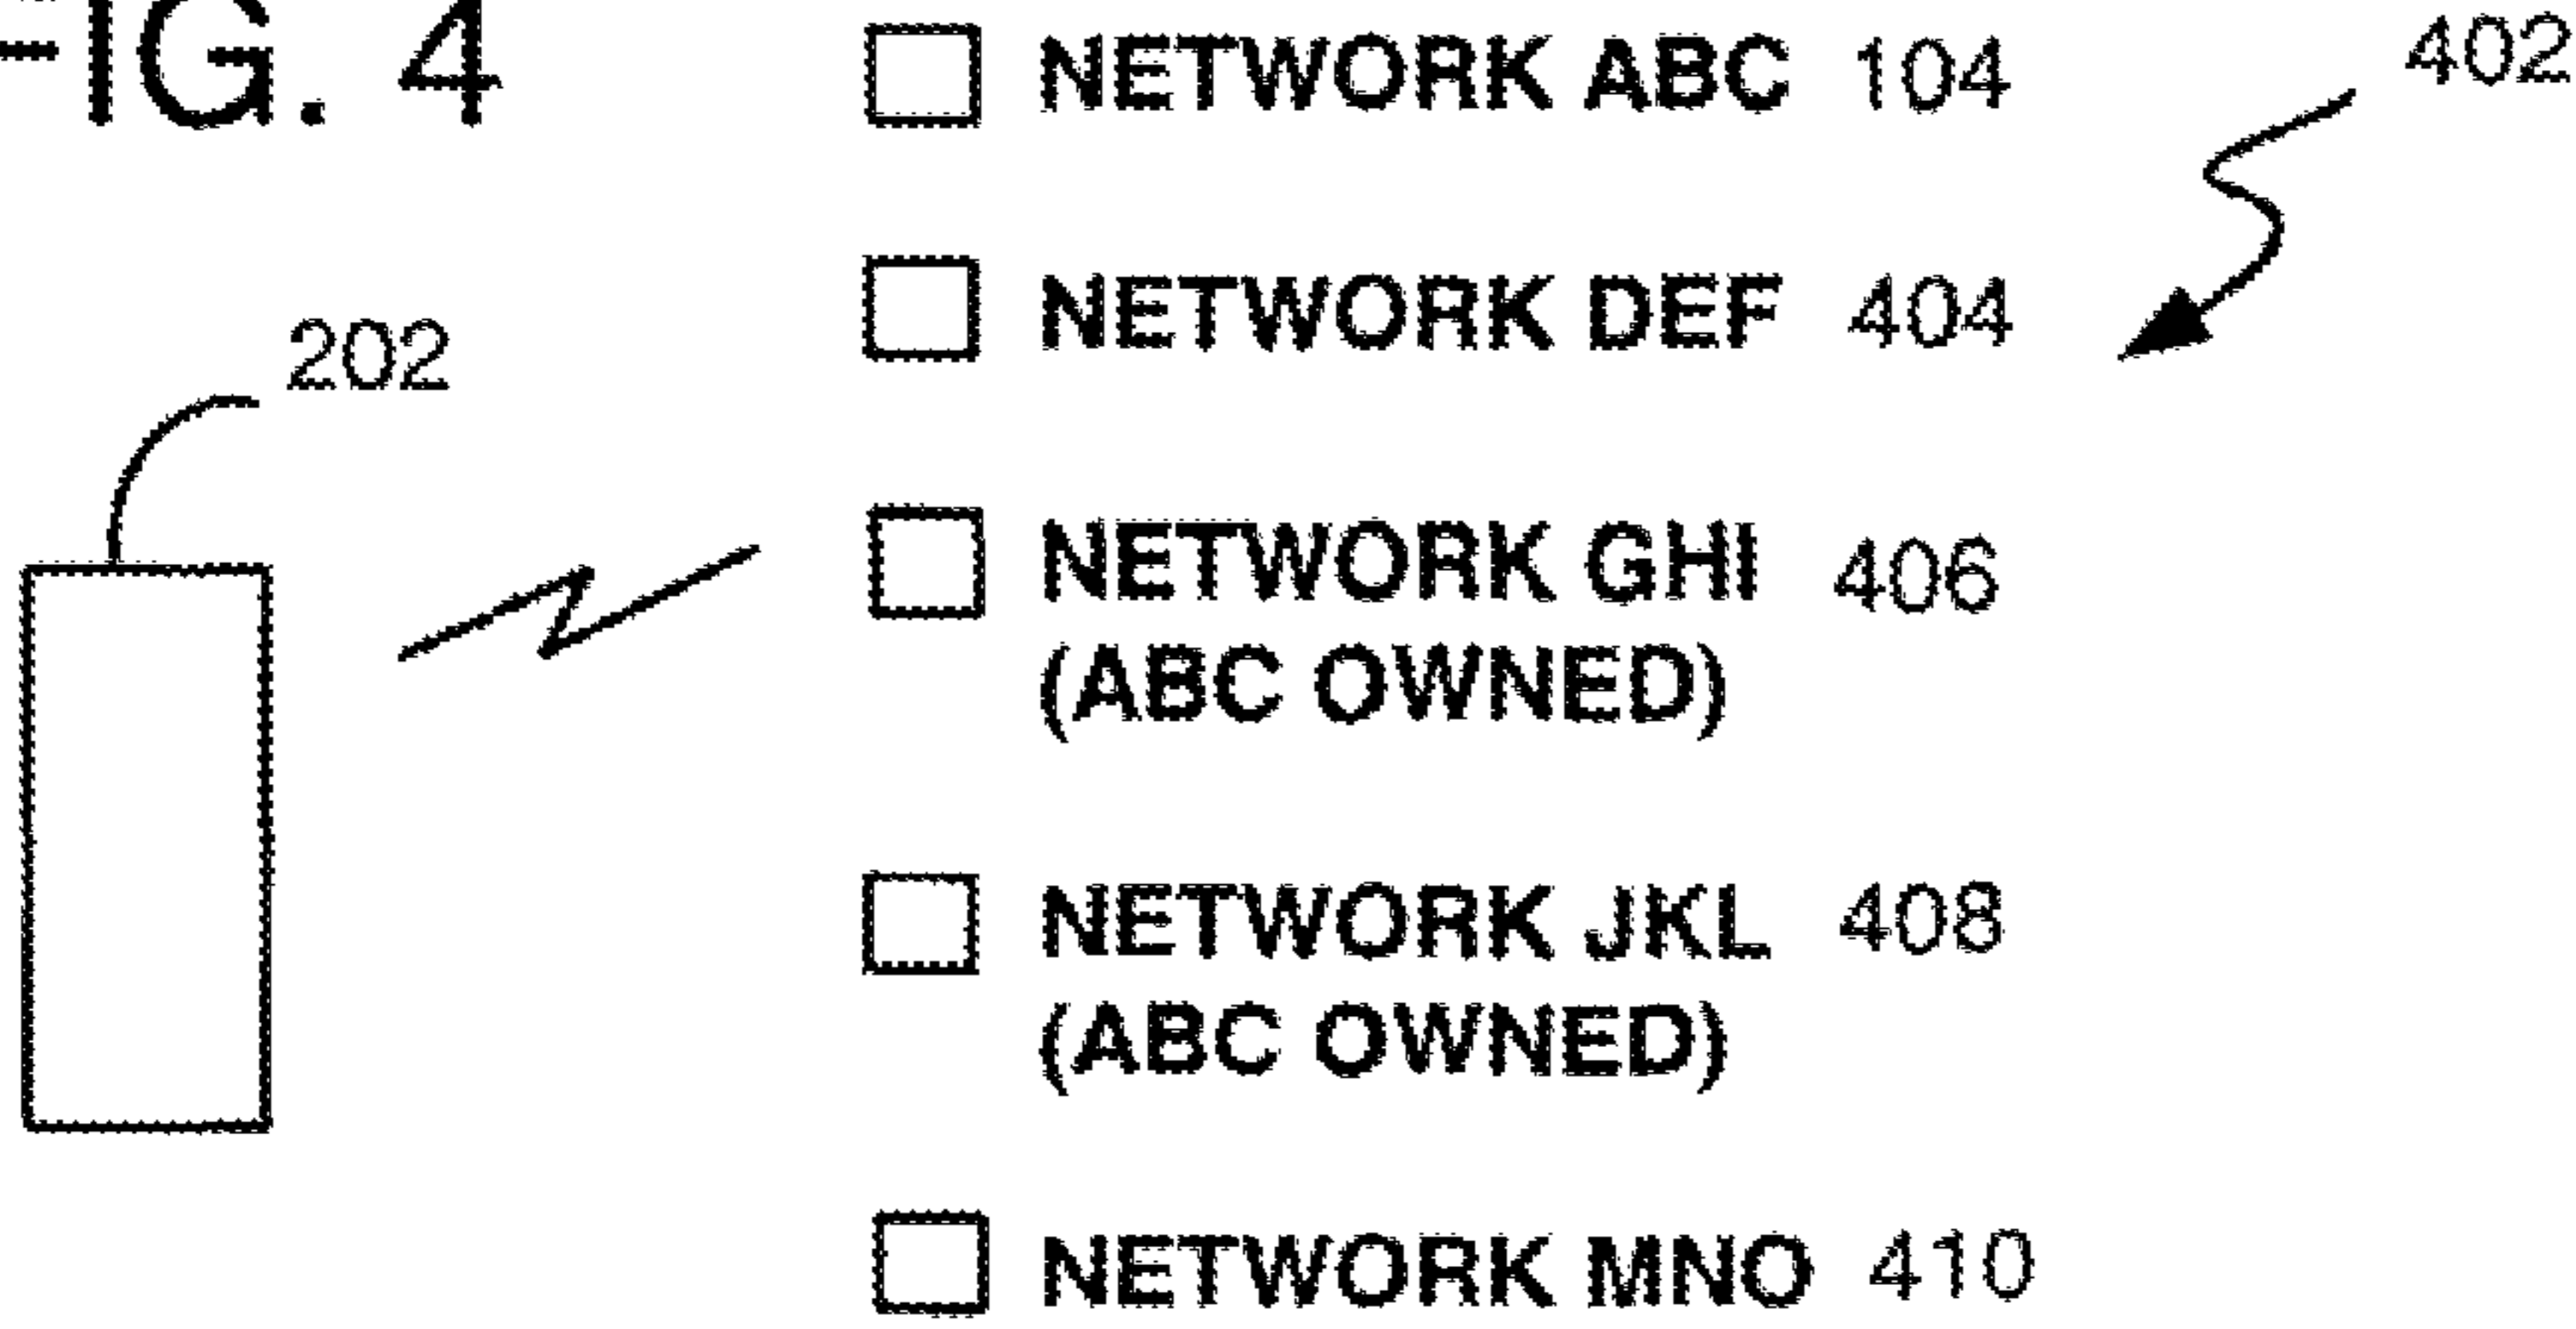 FIG. 4
NETWORK ABC 104
402
NETWORK DEF 404
202
NETWORK GHI 406
(ABC OWNED)
NETWORK JKL 408
(ABC OWNED)
NETWORK MNO 410